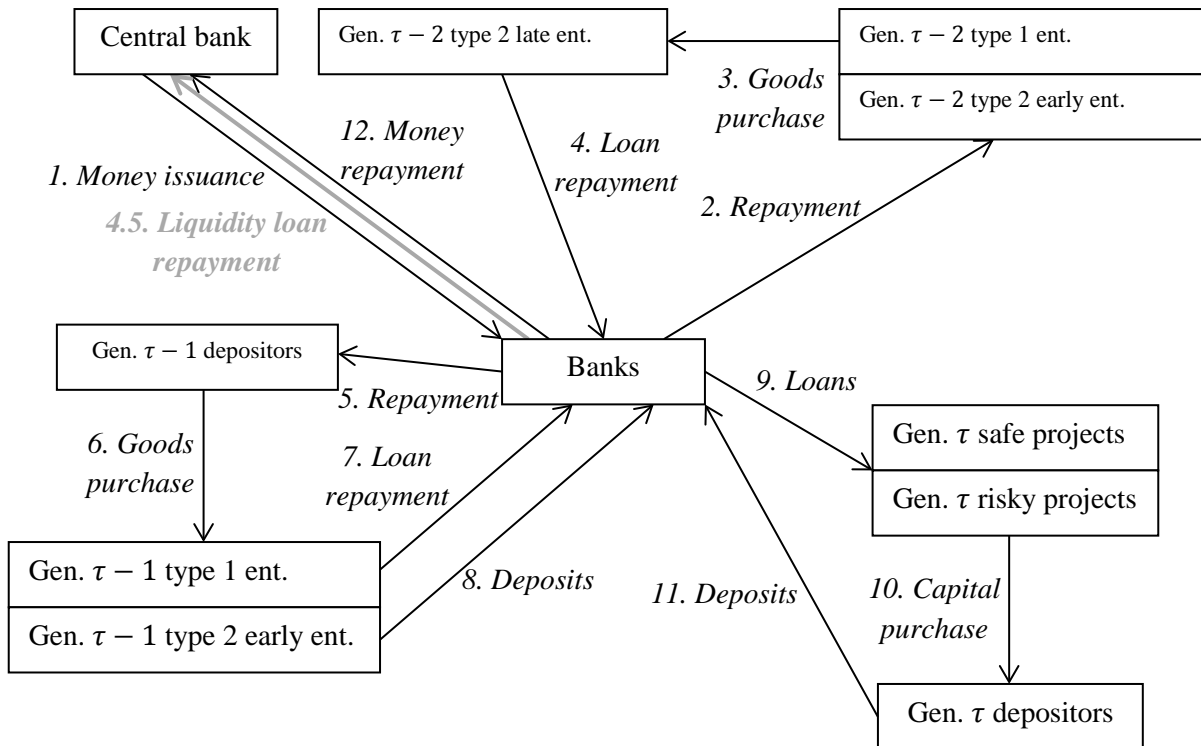 Central bank
Gen. τ − 2 type 2 late ent.
Gen. τ − 2 type 1 ent.
Gen. τ − 2 type 2 early ent.
3. Goods
purchase
12. Money
repayment
4. Loan
repayment
1. Money issuance
2. Repayment
4.5. Liquidity loan
repayment
Gen. τ − 1 depositors
Banks
5. Repayment
9. Loans
6. Goods
purchase
7. Loan
repayment
Gen. τ safe projects
Gen. τ risky projects
Gen. τ − 1 type 1 ent.
Gen. τ − 1 type 2 early ent.
8. Deposits
11. Deposits
10. Capital
purchase
Gen. τ depositors